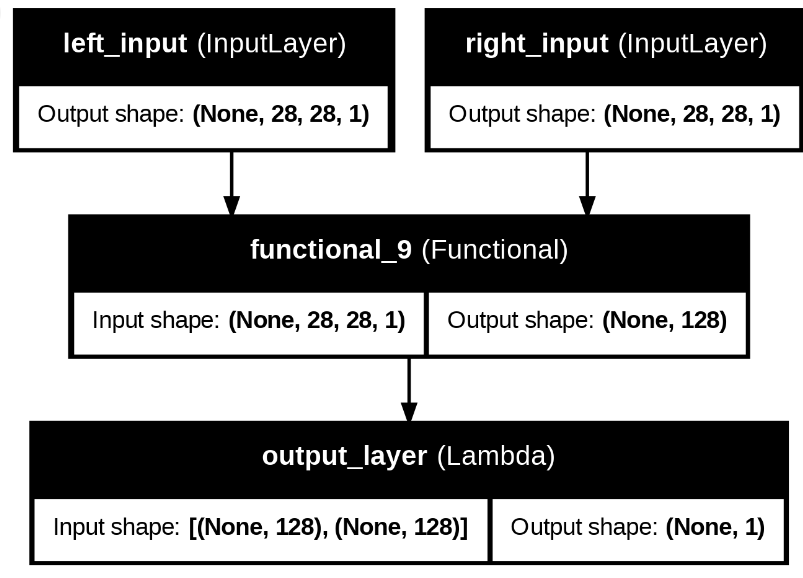 left_input (InputLayer)
right_input (InputLayer)
Output shape: (None, 28, 28, 1)
Output shape: (None, 28, 28, 1)
functional_9 (Functional)
Input shape: (None, 28, 28, 1)
Output shape: (None, 128)
output_layer (Lambda)
Input shape: [(None, 128), (None, 128)]
Output shape: (None, 1)